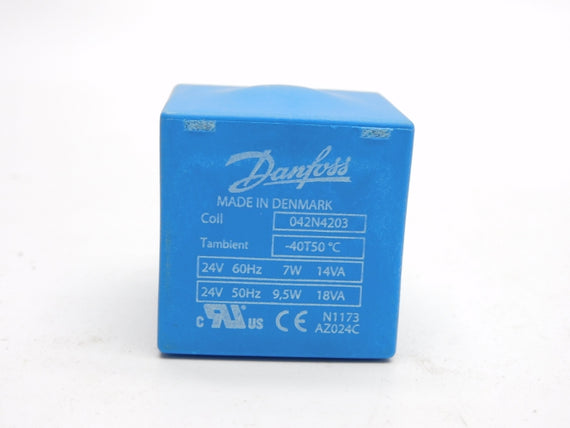 Danfoss
MADE IN DENMARK
Coil 042N4203
Tambient -40T50 °C
24V 60Hz 7W 14VA
24V 50Hz 9,5W 18VA
c RU US CE N1173
AZ024C